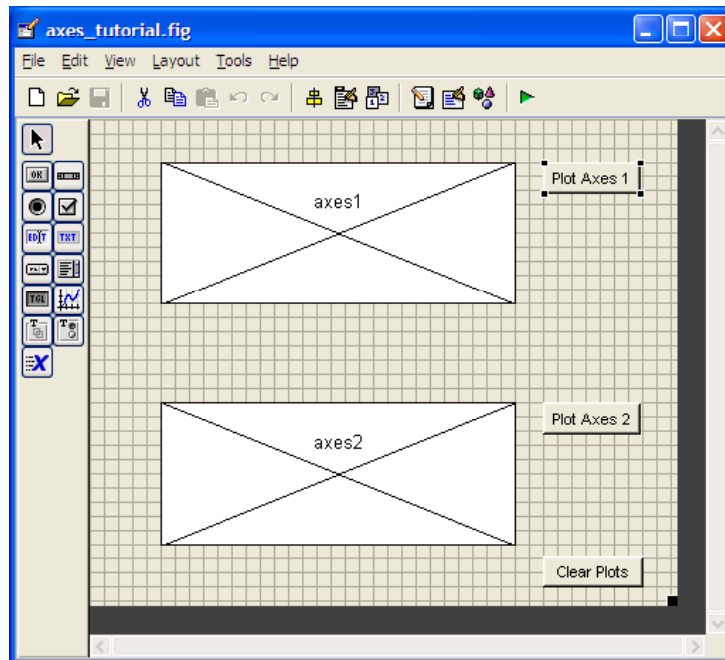 axes_tutorial.fig
File Edit View Layout Tools Help
OK
EDIT TXT
TGL
T T
X
axes1
Plot Axes 1
axes2
Plot Axes 2
Clear Plots